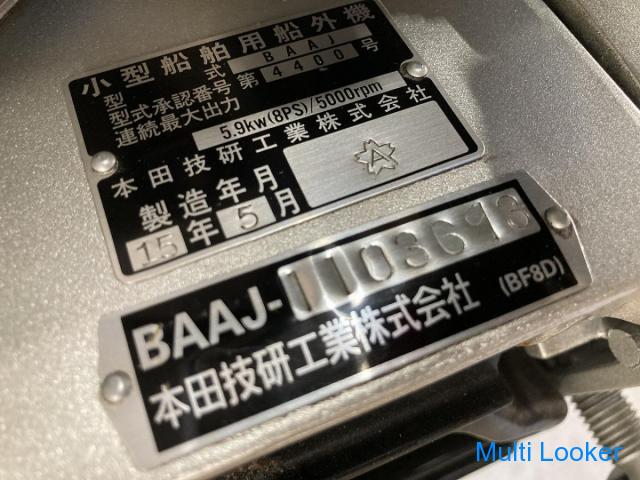 小型船舶用船外機
型式 BAAJ
型式承認番号 第4400号
連続最大出力 5.9kw(8PS)/5000rpm
本田技研工業株式会社
製造年月
15年5月
A
BAAJ-1103693
本田技研工業株式会社 (BF8D)
Multi Looker